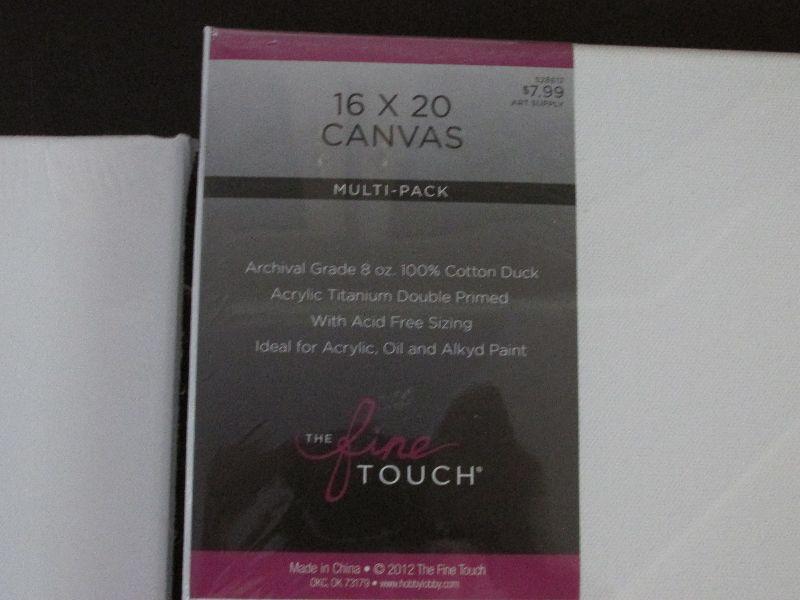 528612
$7.99
ART SUPPLY
16 X 20
CANVAS
MULTI-PACK
Archival Grade 8 oz. 100% Cotton Duck
Acrylic Titanium Double Primed
With Acid Free Sizing
Ideal for Acrylic, Oil and Alkyd Paint
THE fine
TOUCH®
Made in China • © 2012 The Fine Touch
OKC, OK 73179 • www.hobbylobby.com